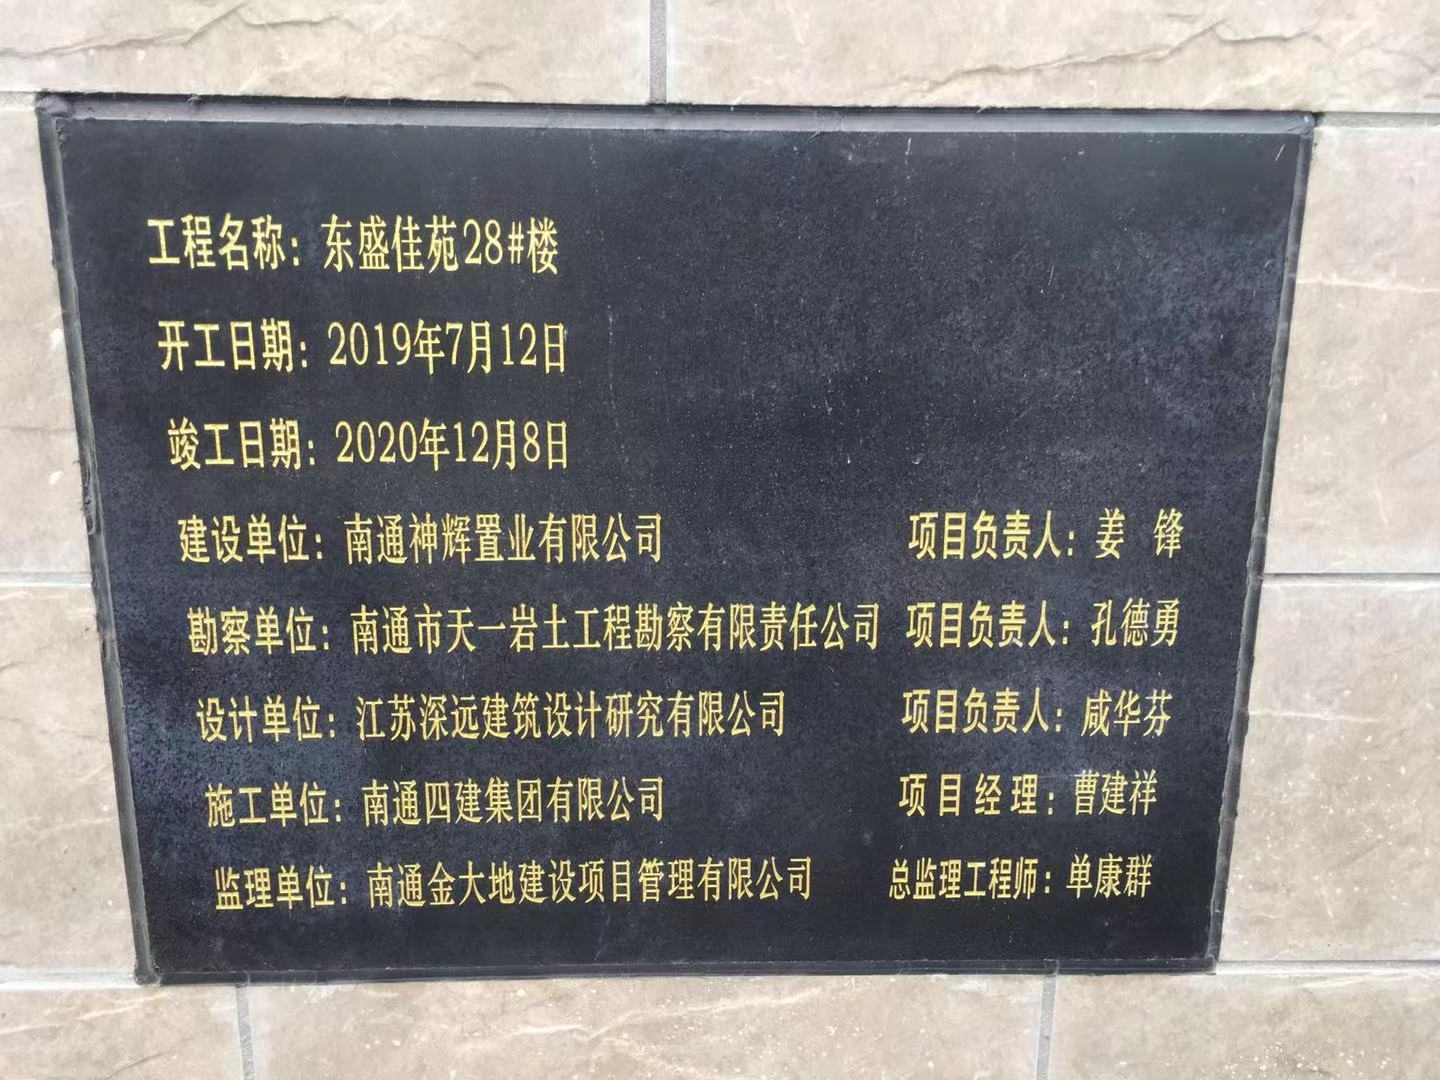 工程名称：东盛佳苑28#楼
开工日期：2019年7月12日
竣工日期：2020年12月8日
建设单位：南通神辉置业有限公司 项目负责人：姜 锋
勘察单位：南通市天一岩土工程勘察有限责任公司 项目负责人：孔德勇
设计单位：江苏深远建筑设计研究有限公司 项目负责人：咸华芬
施工单位：南通四建集团有限公司 项目经理：曹建祥
监理单位：南通金大地建设项目管理有限公司 总监理工程师：单康群